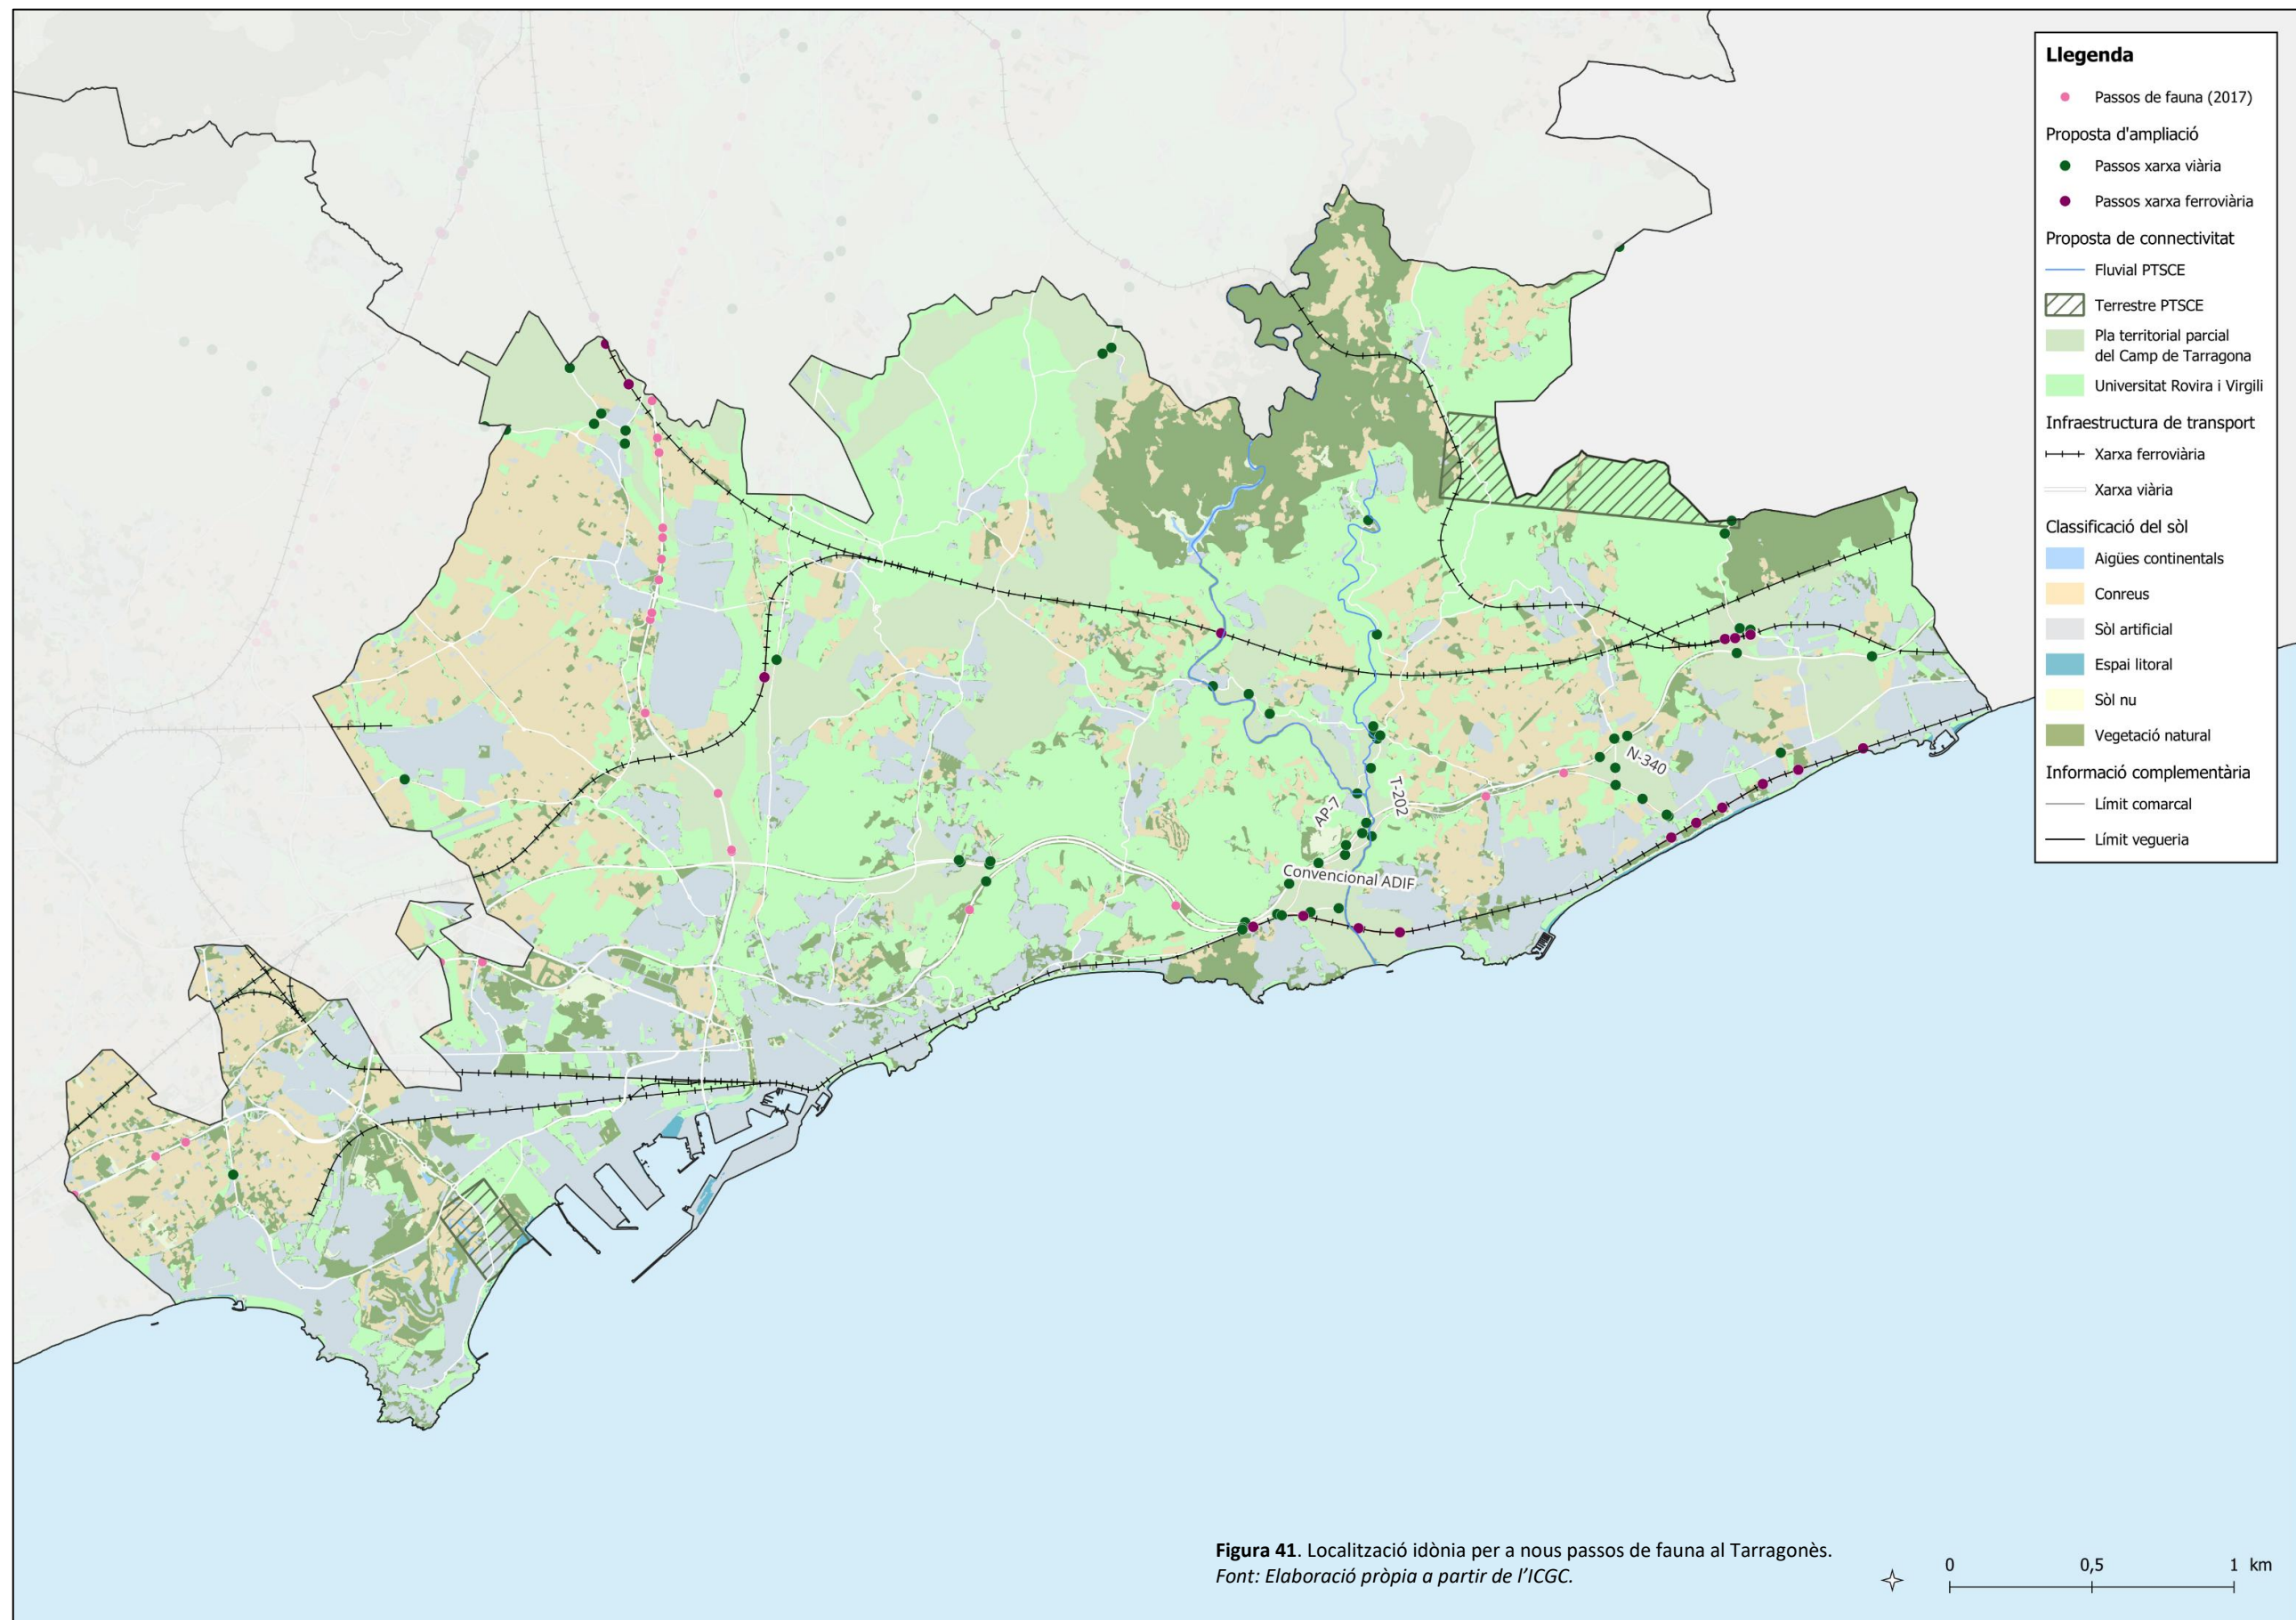 Llegenda
Passos de fauna (2017)
Proposta d'ampliació
Passos xarxa viària
Passos xarxa ferroviària
Proposta de connectivitat
Fluvial PTSCE
Terrestre PTSCE
Pla territorial parcial
del Camp de Tarragona
Universitat Rovira i Virgili
Infraestructura de transport
Xarxa ferroviària
Xarxa viària
Classificació del sòl
Aigües continentals
Conreus
Sòl artificial
Espai litoral
Sòl nu
Vegetació natural
Informació complementària
Límit comarcal
Límit vegueria
N-340
T-202
AP-7
Convencional ADIF
Figura 41. Localització idònia per a nous passos de fauna al Tarragonès.
Font: Elaboració pròpia a partir de l’ICGC.
0 0,5 1 km